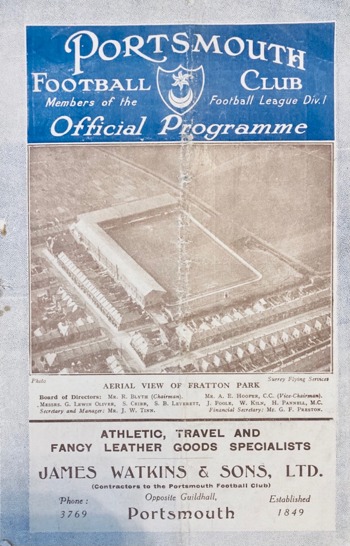 PORTSMOUTH
FOOTBALL CLUB
Members of the Football League Div.1
Official Programme
Photo Surrey Flying Services
AERIAL VIEW OF FRATTON PARK
Board of Directors: Mr. R. Blyth (Chairman). Mr. A. E. Hooper, C.C. (Vice-Chairman).
Messrs. G. Lewin Oliver, S. Cribb, S. B. Leverett, J. Poole, W. Kiln, H. Pannell, M.C.
Secretary and Manager: Mr. J. W. Tinn. Financial Secretary: Mr. G. F. Preston.
ATHLETIC, TRAVEL AND
FANCY LEATHER GOODS SPECIALISTS
JAMES WATKINS & SONS, LTD.
(Contractors to the Portsmouth Football Club)
'Phone: Opposite Guildhall, Established
3769 Portsmouth 1849